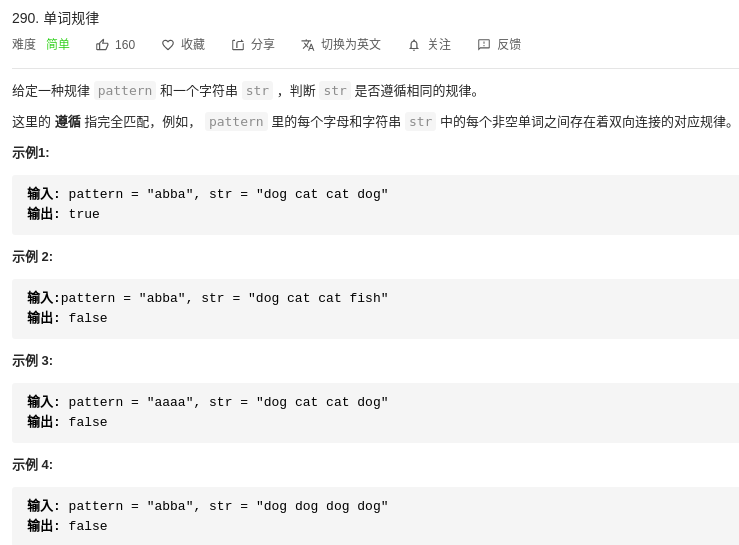 290. 单词规律
难度 简单 160 收藏 分享 切换为英文 关注 反馈
给定一种规律 pattern 和一个字符串 str ，判断 str 是否遵循相同的规律。
这里的 遵循 指完全匹配，例如， pattern 里的每个字母和字符串 str 中的每个非空单词之间存在着双向连接的对应规律。
示例1:
输入: pattern = "abba", str = "dog cat cat dog"
输出: true
示例 2:
输入:pattern = "abba", str = "dog cat cat fish"
输出: false
示例 3:
输入: pattern = "aaaa", str = "dog cat cat dog"
输出: false
示例 4:
输入: pattern = "abba", str = "dog dog dog dog"
输出: false